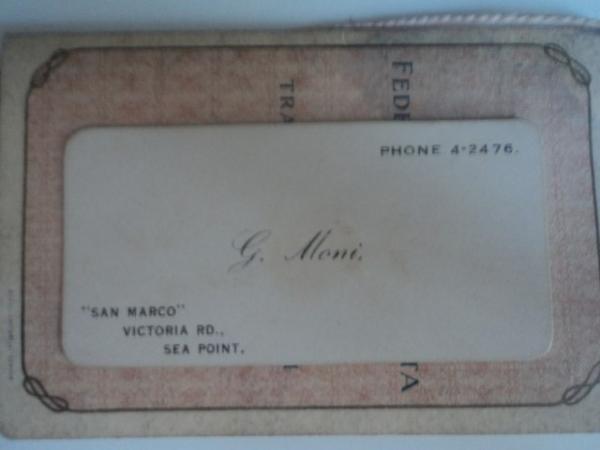 FEDE
TRA
TA
PHONE 4-2476.
G. Moni.
"SAN MARCO"
VICTORIA RD.,
SEA POINT.